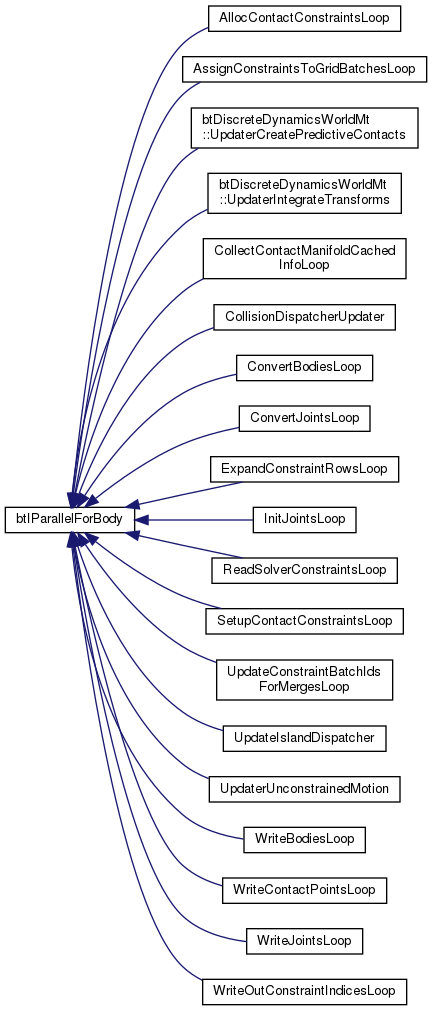 AllocContactConstraintsLoop
AssignConstraintsToGridBatchesLoop
btDiscreteDynamicsWorldMt
::UpdaterCreatePredictiveContacts
btDiscreteDynamicsWorldMt
::UpdaterIntegrateTransforms
CollectContactManifoldCached
InfoLoop
CollisionDispatcherUpdater
ConvertBodiesLoop
ConvertJointsLoop
ExpandConstraintRowsLoop
btIParallelForBody
InitJointsLoop
ReadSolverConstraintsLoop
SetupContactConstraintsLoop
UpdateConstraintBatchIds
ForMergesLoop
UpdateIslandDispatcher
UpdaterUnconstrainedMotion
WriteBodiesLoop
WriteContactPointsLoop
WriteJointsLoop
WriteOutConstraintIndicesLoop